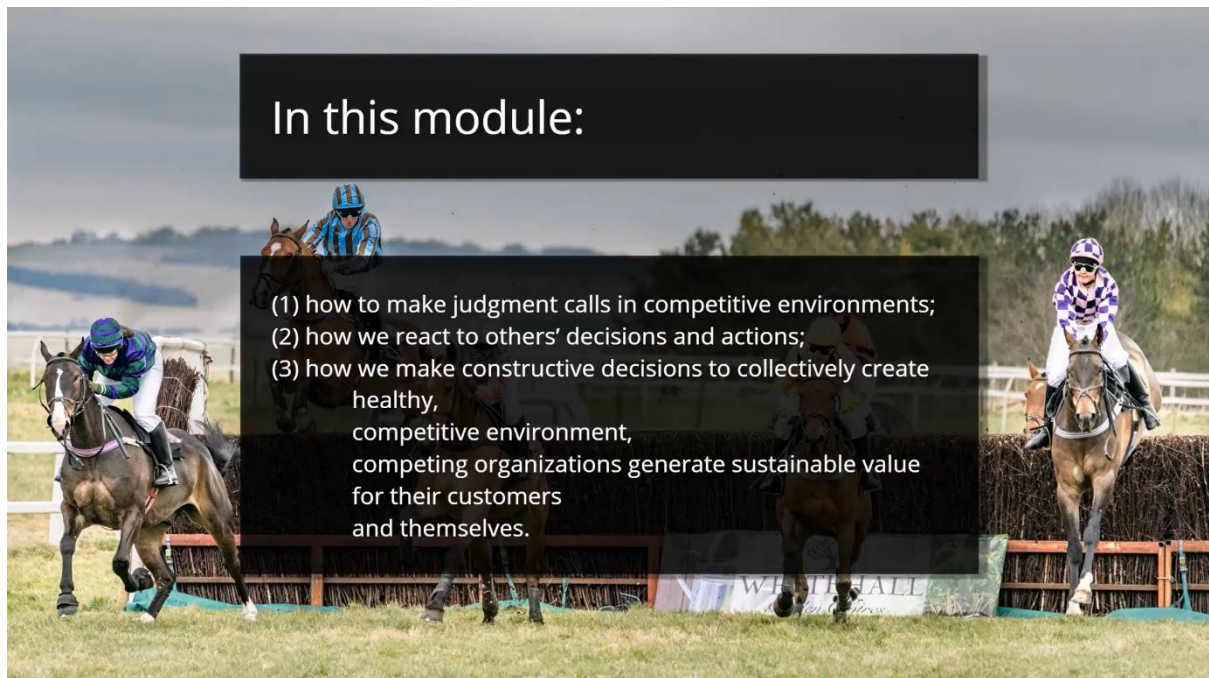 In this module:
(1) how to make judgment calls in competitive environments;
(2) how we react to others’ decisions and actions;
(3) how we make constructive decisions to collectively create
healthy,
competitive environment,
competing organizations generate sustainable value
for their customers
and themselves.
WHITEHALL